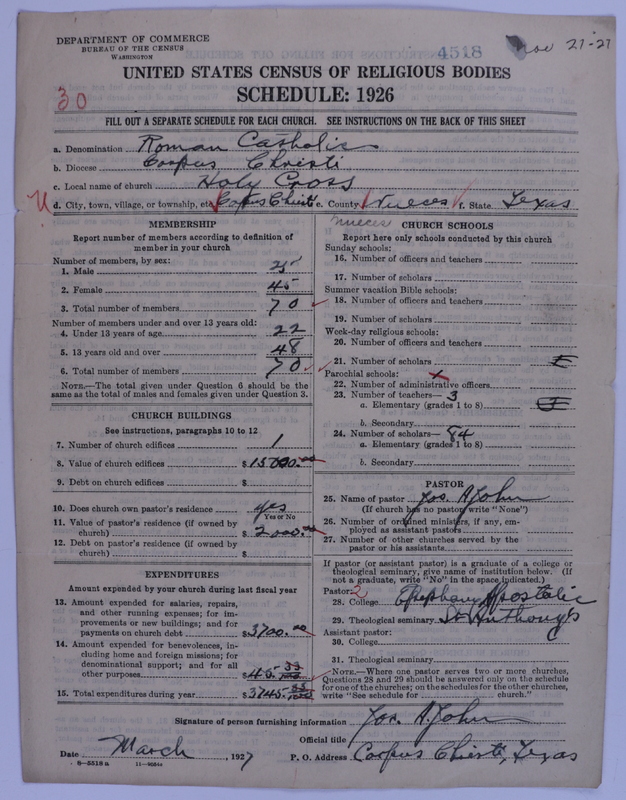 DEPARTMENT OF COMMERCE
BUREAU OF THE CENSUS
WASHINGTON
4518
Nov 21-27
30
UNITED STATES CENSUS OF RELIGIOUS BODIES
SCHEDULE: 1926
FILL OUT A SEPARATE SCHEDULE FOR EACH CHURCH. SEE INSTRUCTIONS ON THE BACK OF THIS SHEET
a. Denomination Roman Catholic
b. Diocese Corpus Christi
c. Local name of church Holy Cross
d. City, town, village, or township, etc. Corpus Christi e. County Nueces f. State Texas
Nueces
MEMBERSHIP
Report number of members according to definition of
member in your church
Number of members, by sex:
1. Male 25
2. Female 45
3. Total number of members 70
Number of members under and over 13 years old:
4. Under 13 years of age 22
5. 13 years old and over 48
6. Total number of members 70
NOTE.—The total given under Question 6 should be the
same as the total of males and females given under Question 3.
CHURCH BUILDINGS
See instructions, paragraphs 10 to 12
7. Number of church edifices 1
8. Value of church edifices $15000.00
9. Debt on church edifices $
10. Does church own pastor's residence yes
Yes or No
11. Value of pastor's residence (if owned by
church) $2000.00
12. Debt on pastor's residence (if owned by
church) $
EXPENDITURES
Amount expended by your church during last fiscal year
13. Amount expended for salaries, repairs,
and other running expenses; for im-
provements or new buildings; and for
payments on church debt $3700.00
14. Amount expended for benevolences, in-
cluding home and foreign missions; for
denominational support; and for all
other purposes $45.33
15. Total expenditures during year $3745.33
CHURCH SCHOOLS
Report here only schools conducted by this church
Sunday schools:
16. Number of officers and teachers
17. Number of scholars
Summer vacation Bible schools:
18. Number of officers and teachers
19. Number of scholars
Week-day religious schools:
20. Number of officers and teachers
21. Number of scholars
Parochial schools:
22. Number of administrative officers
23. Number of teachers— 3
a. Elementary (grades 1 to 8)
b. Secondary
24. Number of scholars— 84
a. Elementary (grades 1 to 8)
b. Secondary
PASTOR
25. Name of pastor Jos. A. John
(If church has no pastor write "None")
26. Number of ordained ministers, if any, em-
ployed as assistant pastors
27. Number of other churches served by the
pastor or his assistants
If pastor (or assistant pastor) is a graduate of a college or
theological seminary, give name of institution below. (If
not a graduate, write "No" in the space indicated.)
Pastor: 2
28. College Epiphany Apostolic
29. Theological seminary St. Anthony's
Assistant pastor:
30. College
31. Theological seminary
NOTE.—Where one pastor serves two or more churches,
Questions 28 and 29 should be answered only on the schedule
for one of the churches; on the schedules for the other churches,
write "See schedule for church."
Signature of person furnishing information Jos. A. John
Official title
Date March, 1927 P. O. Address Corpus Christi, Texas
8-5518a